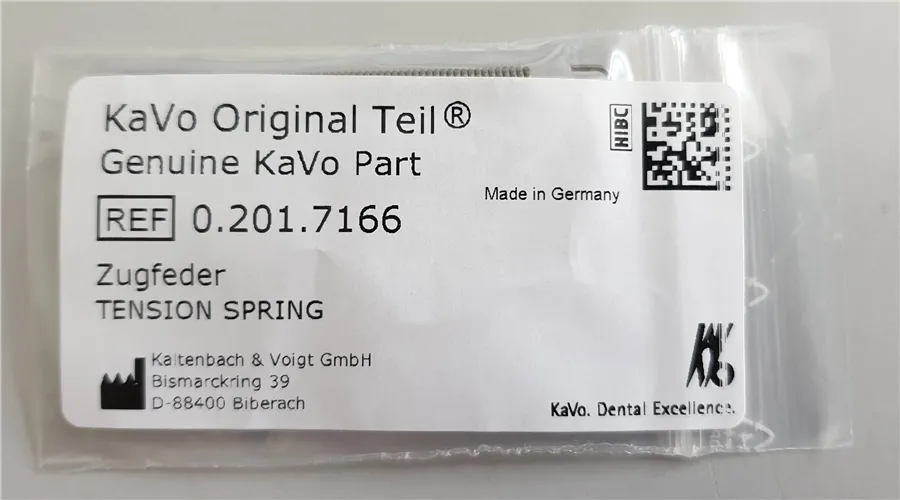 KaVo Original Teil®
Genuine KaVo Part
HIBC
Made in Germany
REF 0.201.7166
Zugfeder
TENSION SPRING
Kaltenbach & Voigt GmbH
Bismarckring 39
D-88400 Biberach
KaVo. Dental Excellence.